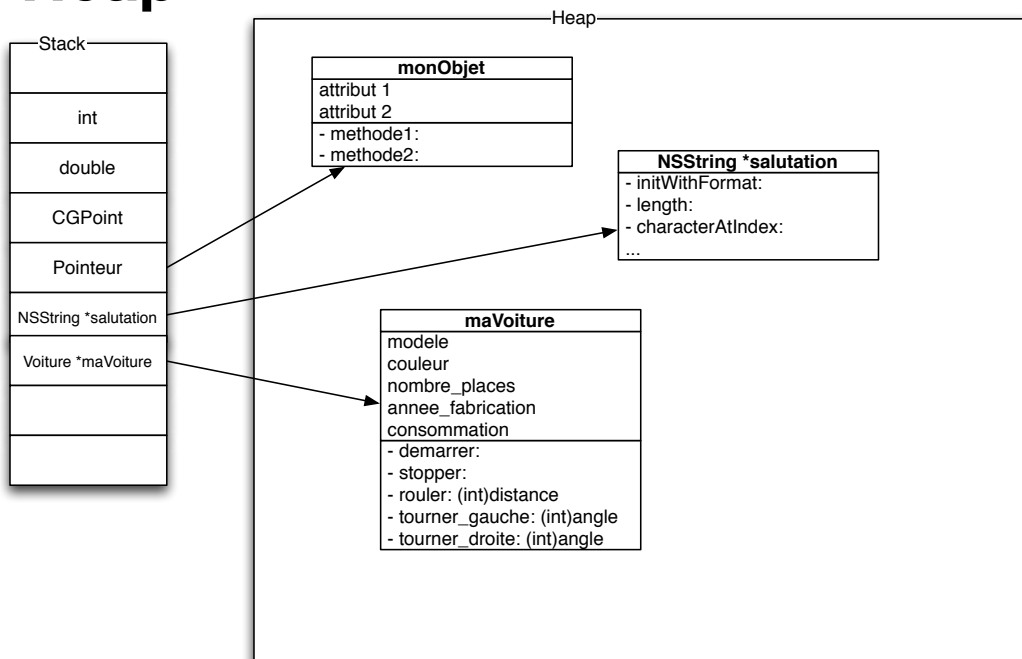 Heap
Stack
int
double
CGPoint
Pointeur
NSString *salutation
Voiture *maVoiture
Heap
monObjet
attribut 1
attribut 2
- methode1:
- methode2:
NSString *salutation
- initWithFormat:
- length:
- characterAtIndex:
...
maVoiture
modele
couleur
nombre_places
annee_fabrication
consommation
- demarrer:
- stopper:
- rouler: (int)distance
- tourner_gauche: (int)angle
- tourner_droite: (int)angle